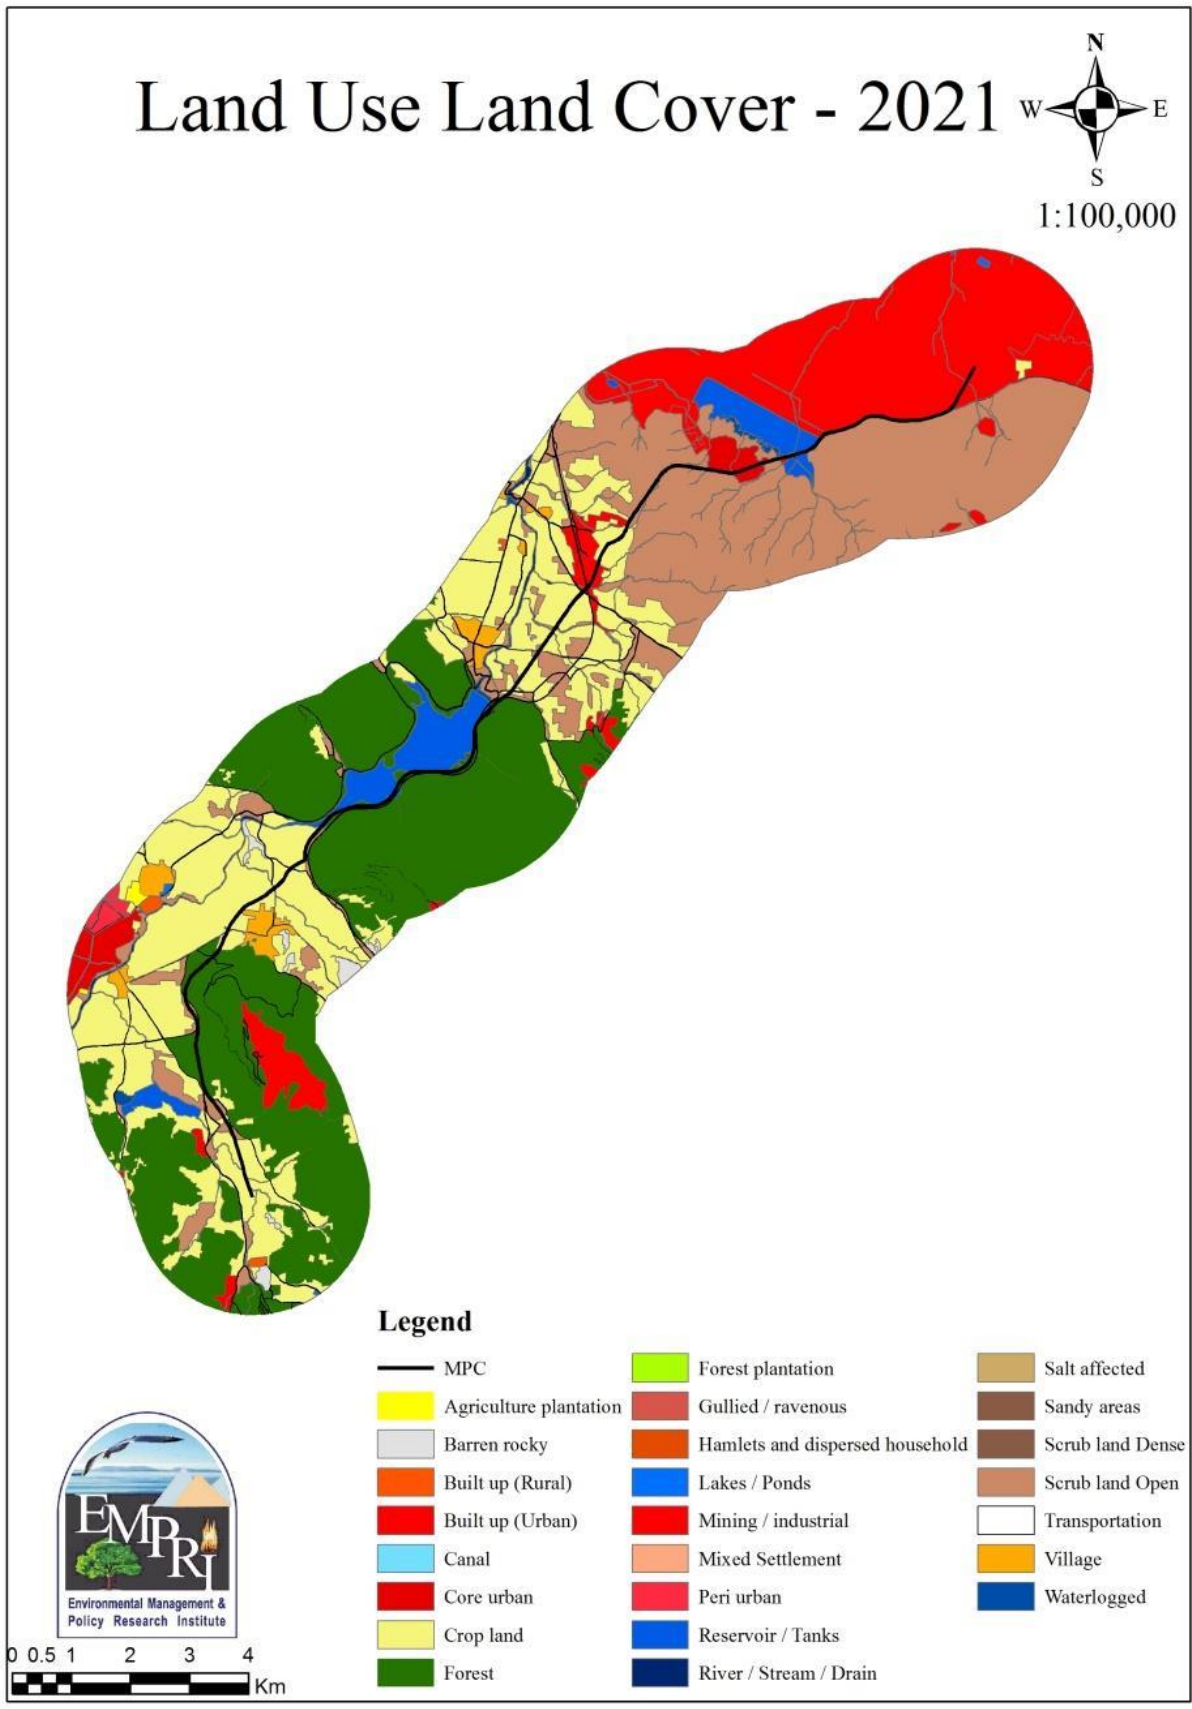 Land Use Land Cover - 2021
N
W
E
S
1:100,000
Legend
MPC
Agriculture plantation
Barren rocky
Built up (Rural)
Built up (Urban)
Canal
Core urban
Crop land
Forest
Forest plantation
Gullied / ravenous
Hamlets and dispersed household
Lakes / Ponds
Mining / industrial
Mixed Settlement
Peri urban
Reservoir / Tanks
River / Stream / Drain
Salt affected
Sandy areas
Scrub land Dense
Scrub land Open
Transportation
Village
Waterlogged
EMPRI
Environmental Management &
Policy Research Institute
0 0.5 1 2 3 4
Km